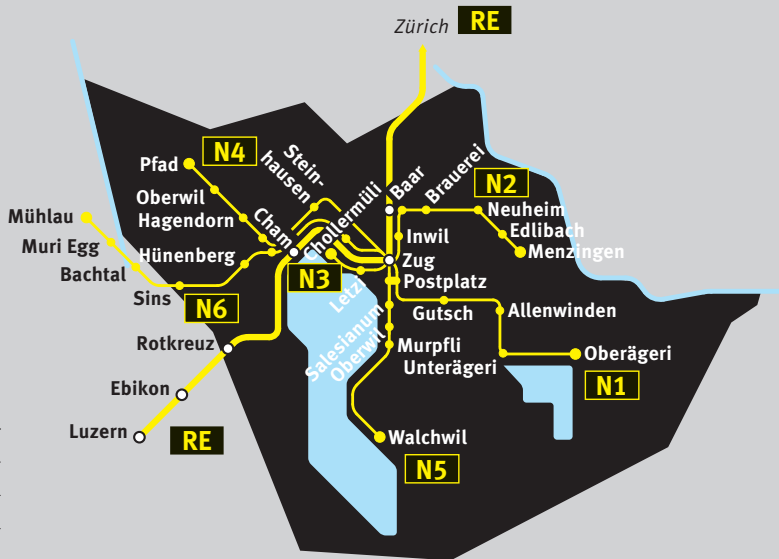 Zürich RE
N4
Pfad
Stein-
hausen
Baar
Brauerei
N2
Oberwil
Hagendorn
Cham
Chollermüli
Neuheim
Edlibach
Menzingen
Mühlau
Muri Egg
Bachtal
Sins
Hünenberg
N6
N3
Letzi
Inwil
Zug
Postplatz
Gutsch
Allenwinden
Salesianum
Oberwil
Murpfli
Unterägeri
Oberägeri
N1
Rotkreuz
Ebikon
Luzern
RE
Walchwil
N5